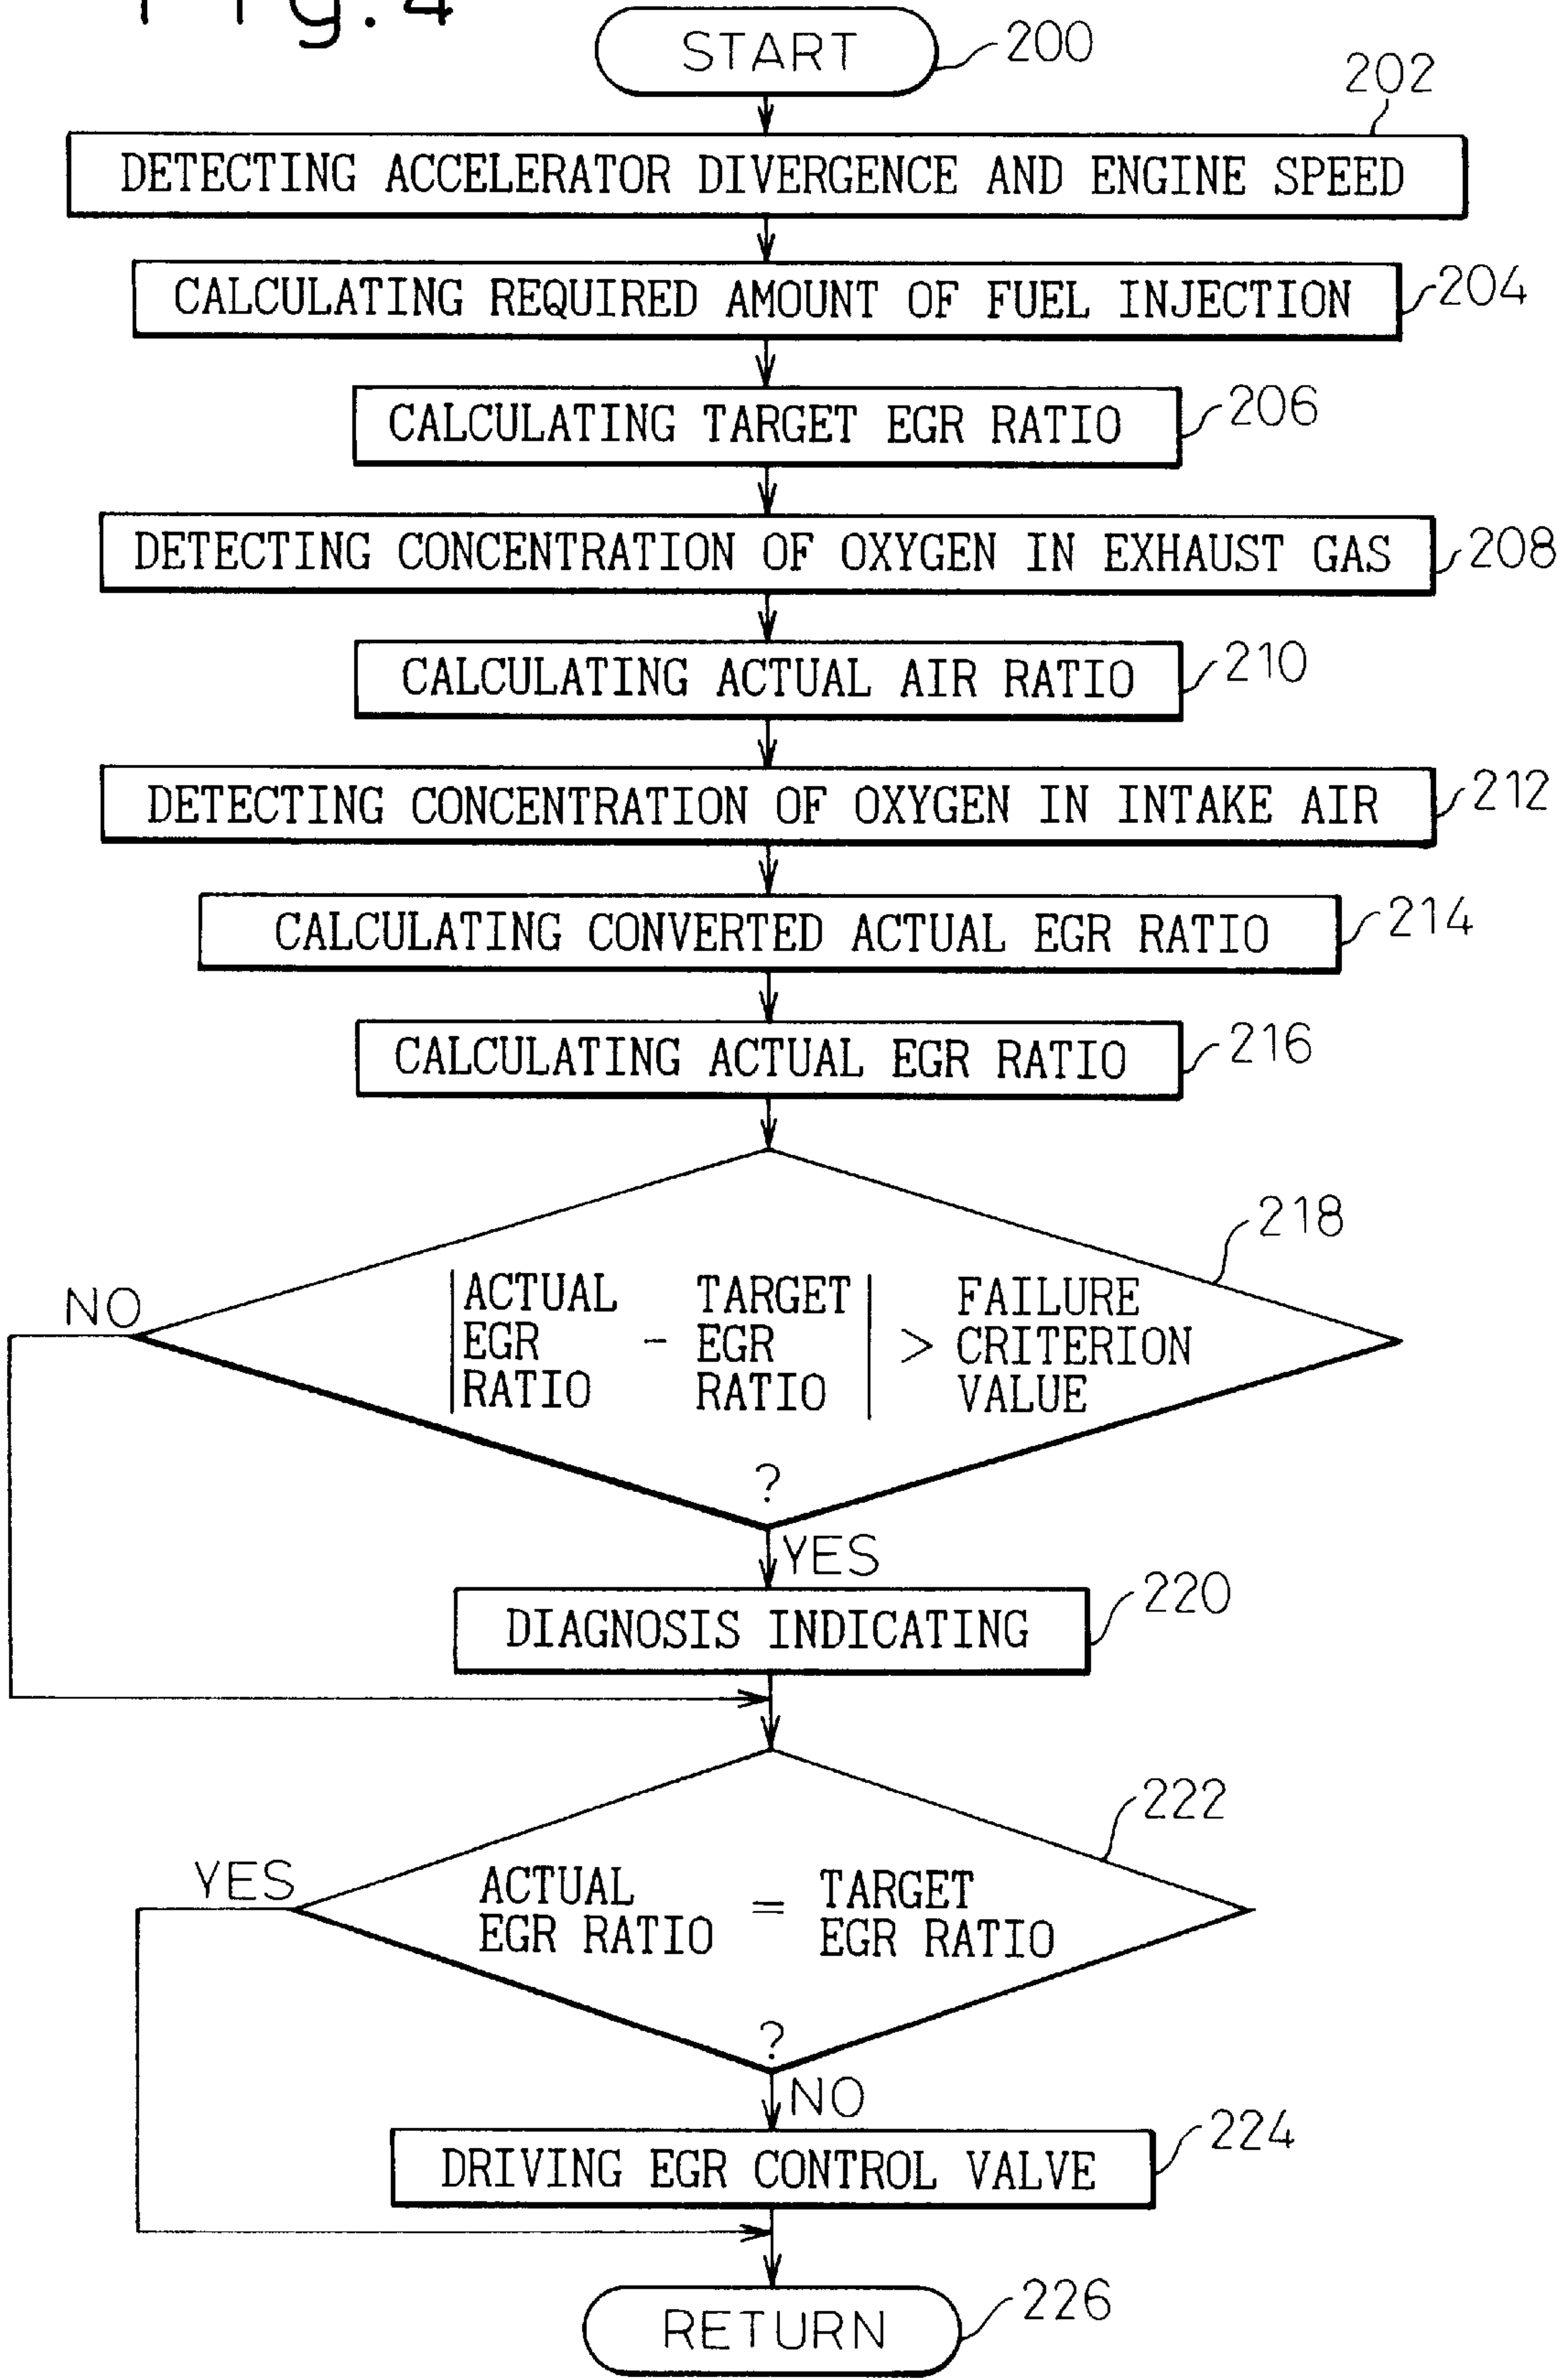 Fig.4
START
200
202
DETECTING ACCELERATOR DIVERGENCE AND ENGINE SPEED
CALCULATING REQUIRED AMOUNT OF FUEL INJECTION
204
CALCULATING TARGET EGR RATIO
206
DETECTING CONCENTRATION OF OXYGEN IN EXHAUST GAS
208
CALCULATING ACTUAL AIR RATIO
210
DETECTING CONCENTRATION OF OXYGEN IN INTAKE AIR
212
CALCULATING CONVERTED ACTUAL EGR RATIO
214
CALCULATING ACTUAL EGR RATIO
216
218
NO
|ACTUAL TARGET| FAILURE
EGR - EGR > CRITERION
RATIO RATIO VALUE
?
YES
DIAGNOSIS INDICATING
220
222
YES
ACTUAL = TARGET
EGR RATIO EGR RATIO
?
NO
DRIVING EGR CONTROL VALVE
224
RETURN
226